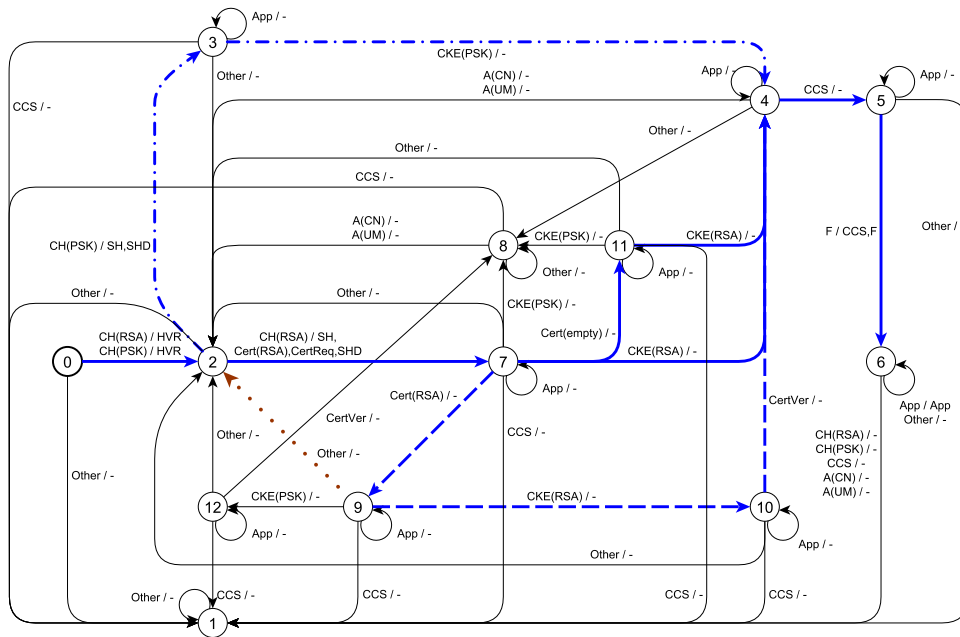 App / -
3
CKE(PSK) / -
Other / -
A(CN) / -
A(UM) / -
App / -
4
CCS / -
App / -
5
CCS / -
Other / -
Other / -
CCS / -
A(CN) / -
A(UM) / -
CH(PSK) / SH,SHD
8
CKE(PSK) / -
11
CKE(RSA) / -
F / CCS,F
Other / -
Other / -
App / -
Other / -
Other / -
CKE(PSK) / -
Cert(empty) / -
CH(RSA) / HVR
CH(PSK) / HVR
CH(RSA) / SH,
Cert(RSA),CertReq,SHD
CKE(RSA) / -
0
2
7
6
App / -
Cert(RSA) / -
CertVer / -
CertVer / -
App / App
Other / -
CCS / -
CH(RSA) / -
CH(PSK) / -
CCS / -
A(CN) / -
A(UM) / -
Other / -
Other / -
Other / -
CKE(PSK) / -
CKE(RSA) / -
12
9
10
App / -
App / -
App / -
Other / -
Other / -
CCS / -
CCS / -
CCS / -
CCS / -
CCS / -
1